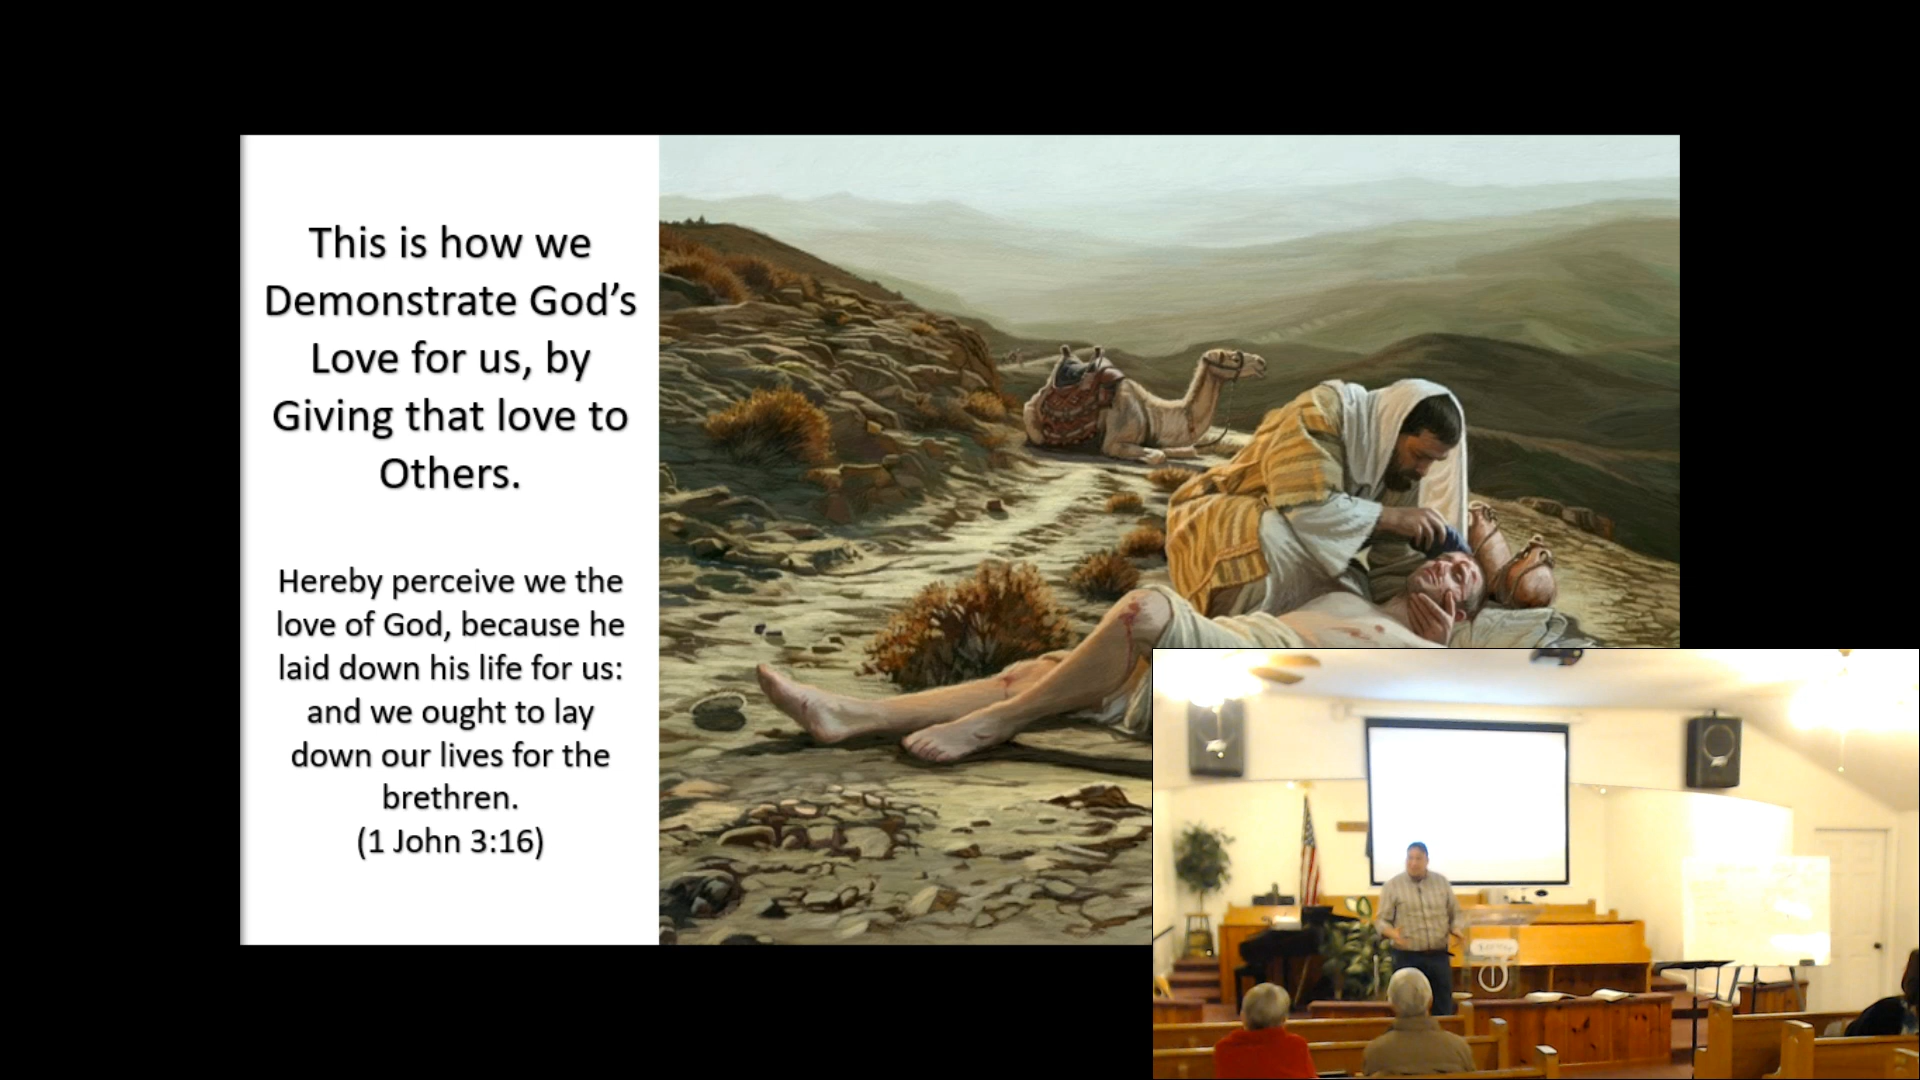 This is how we
Demonstrate God’s
Love for us, by
Giving that love to
Others.
Hereby perceive we the
love of God, because he
laid down his life for us:
and we ought to lay
down our lives for the
brethren.
(1 John 3:16)